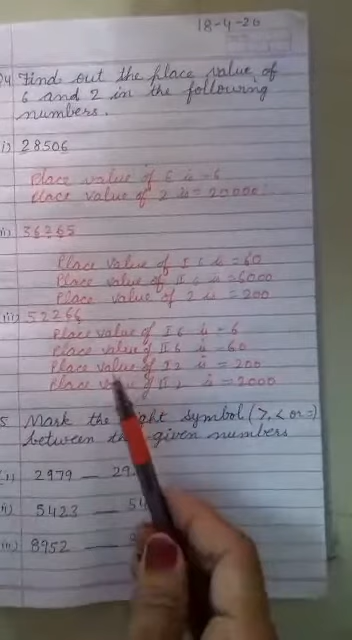 18-4-20
Q4 Find out the place value of
6 and 2 in the following
numbers.
i) 28506
Place value of 6 is = 6
Place value of 2 is = 20000
ii) 36265
Place value of I 6 is = 60
Place value of II 6 is = 6000
Place value of 2 is = 200
iii) 52266
Place value of I 6 is = 6
Place value of II 6 is = 60
Place value of I 2 is = 200
Place value of II 2 is = 2000
5 Mark the right symbol (>, < or =)
between the given numbers
(i) 2979 — 29
ii) 5423 — 54
iii) 8952 —